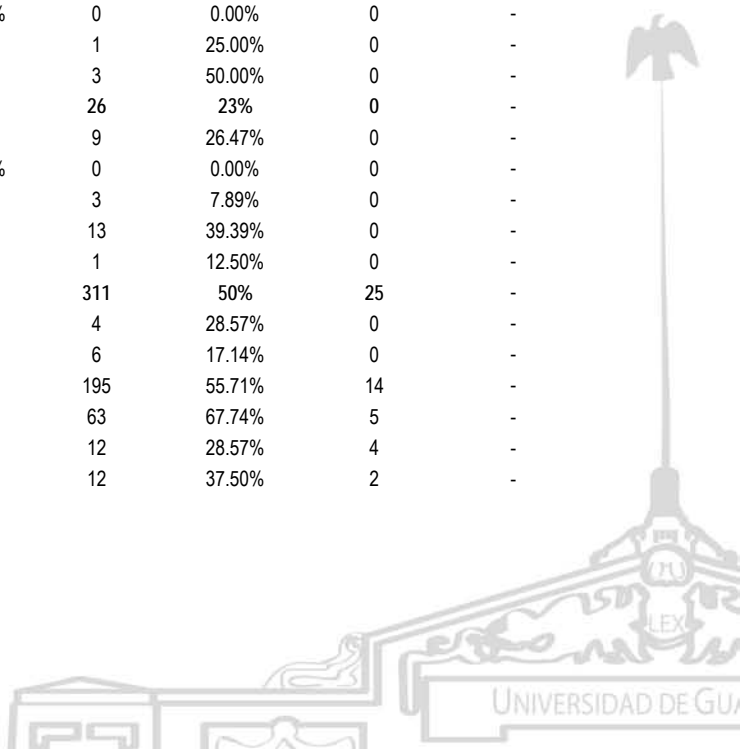 % 0 0.00% 0 -
1 25.00% 0 -
3 50.00% 0 -
26 23% 0 -
9 26.47% 0 -
% 0 0.00% 0 -
3 7.89% 0 -
13 39.39% 0 -
1 12.50% 0 -
311 50% 25 -
4 28.57% 0 -
6 17.14% 0 -
195 55.71% 14 -
63 67.74% 5 -
12 28.57% 4 -
12 37.50% 2 -
LEX
UNIVERSIDAD DE GUA